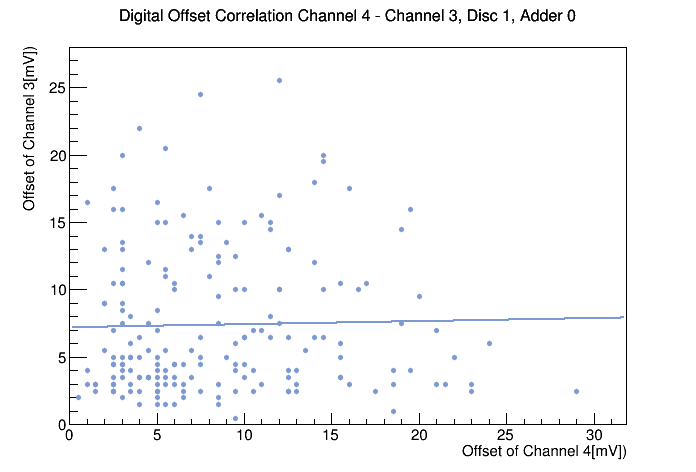 Digital Offset Correlation Channel 4 - Channel 3, Disc 1, Adder 0
Offset of Channel 3[mV])
25
20
15
10
5
0
0 5 10 15 20 25 30
Offset of Channel 4[mV])